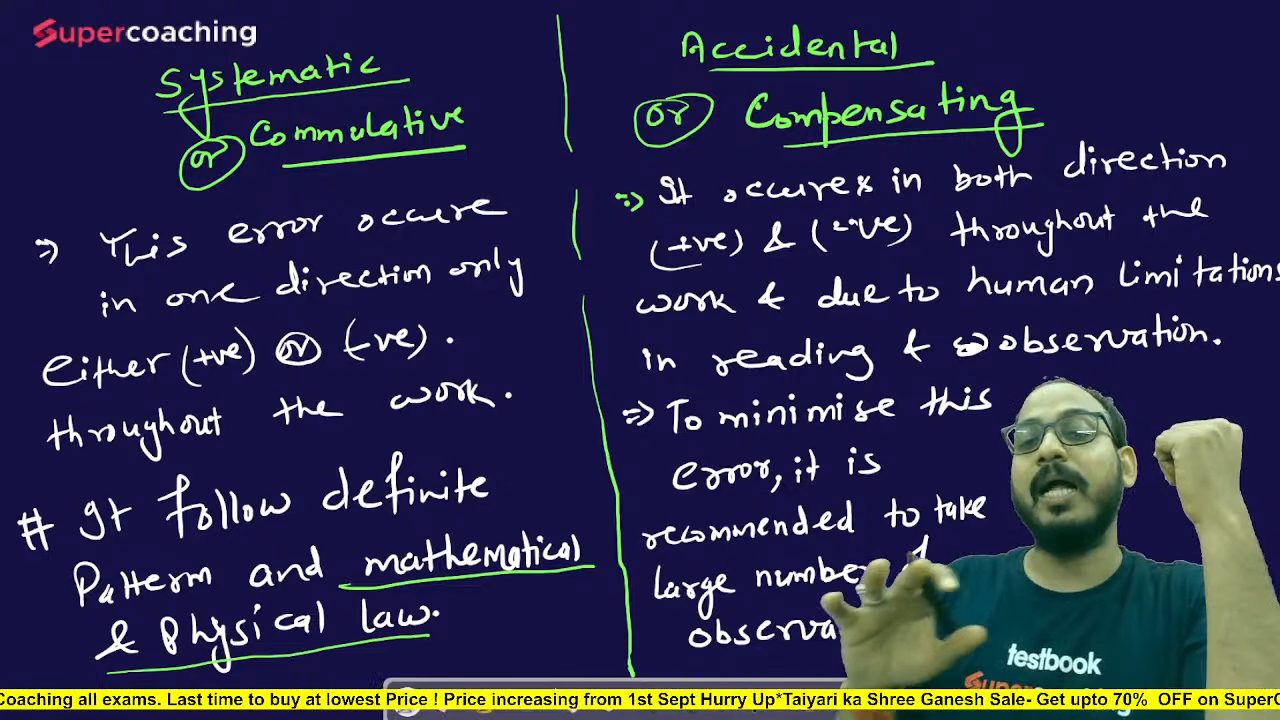 Supercoaching
Systematic
or Commulative
=> This error occure
in one direction only
either (+ve) or (-ve).
throughout the work.
# It follow definite
Patterm and mathematical
& Physical law.
Accidental
or Compensating
=> It occures in both direction
(+ve) & (-ve) throughout the
work & due to human limitations
in reading & observation.
=> To minimise this
error, it is
recommended to take
large number
observa
testbook
Coaching all exams. Last time to buy at lowest Price ! Price increasing from 1st Sept Hurry Up*Taiyari ka Shree Ganesh Sale- Get upto 70% OFF on Super